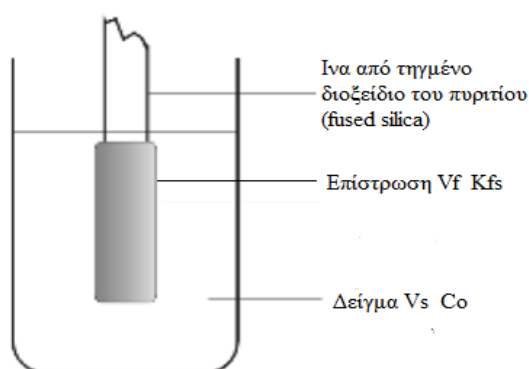 Ινα από τηγμένο
διοξείδιο του πυριτίου
(fused silica)
Επίστρωση Vf Kfs
Δείγμα Vs Co